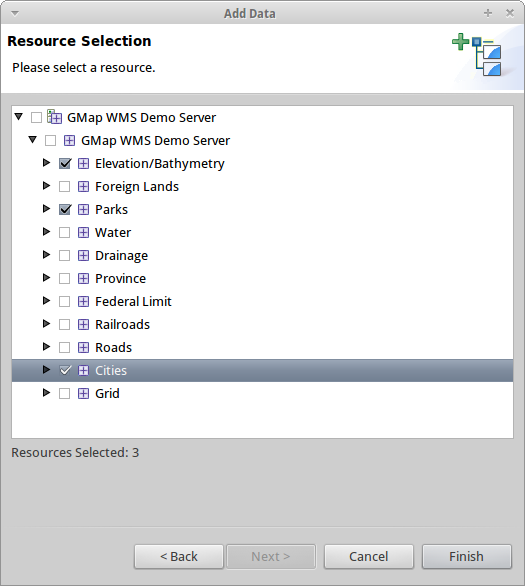 Add Data
Resource Selection
Please select a resource.
GMap WMS Demo Server
GMap WMS Demo Server
Elevation/Bathymetry
Foreign Lands
Parks
Water
Drainage
Province
Federal Limit
Railroads
Roads
Cities
Grid
Resources Selected: 3
< Back Next > Cancel Finish